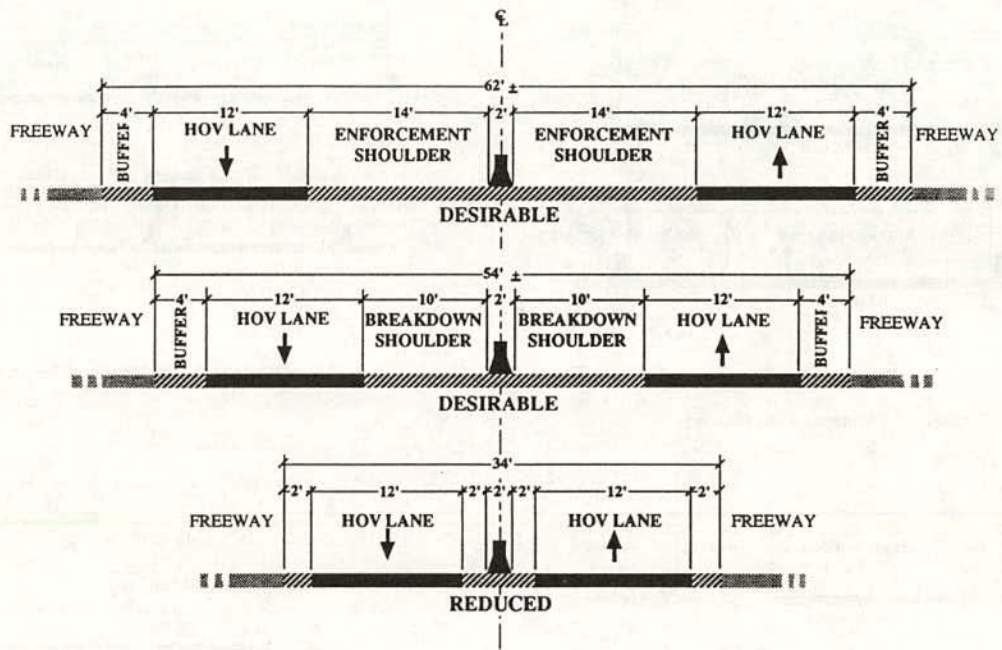 ℄
62' ±
4' 12' 14' 2' 14' 12' 4'
FREEWAY BUFFER HOV LANE ENFORCEMENT SHOULDER ENFORCEMENT SHOULDER HOV LANE BUFFER FREEWAY
DESIRABLE
54' ±
4' 12' 10' 2' 10' 12' 4'
FREEWAY BUFFER HOV LANE BREAKDOWN SHOULDER BREAKDOWN SHOULDER HOV LANE BUFFER FREEWAY
DESIRABLE
34'
2' 12' 2' 2' 2' 12' 2'
FREEWAY HOV LANE HOV LANE FREEWAY
REDUCED